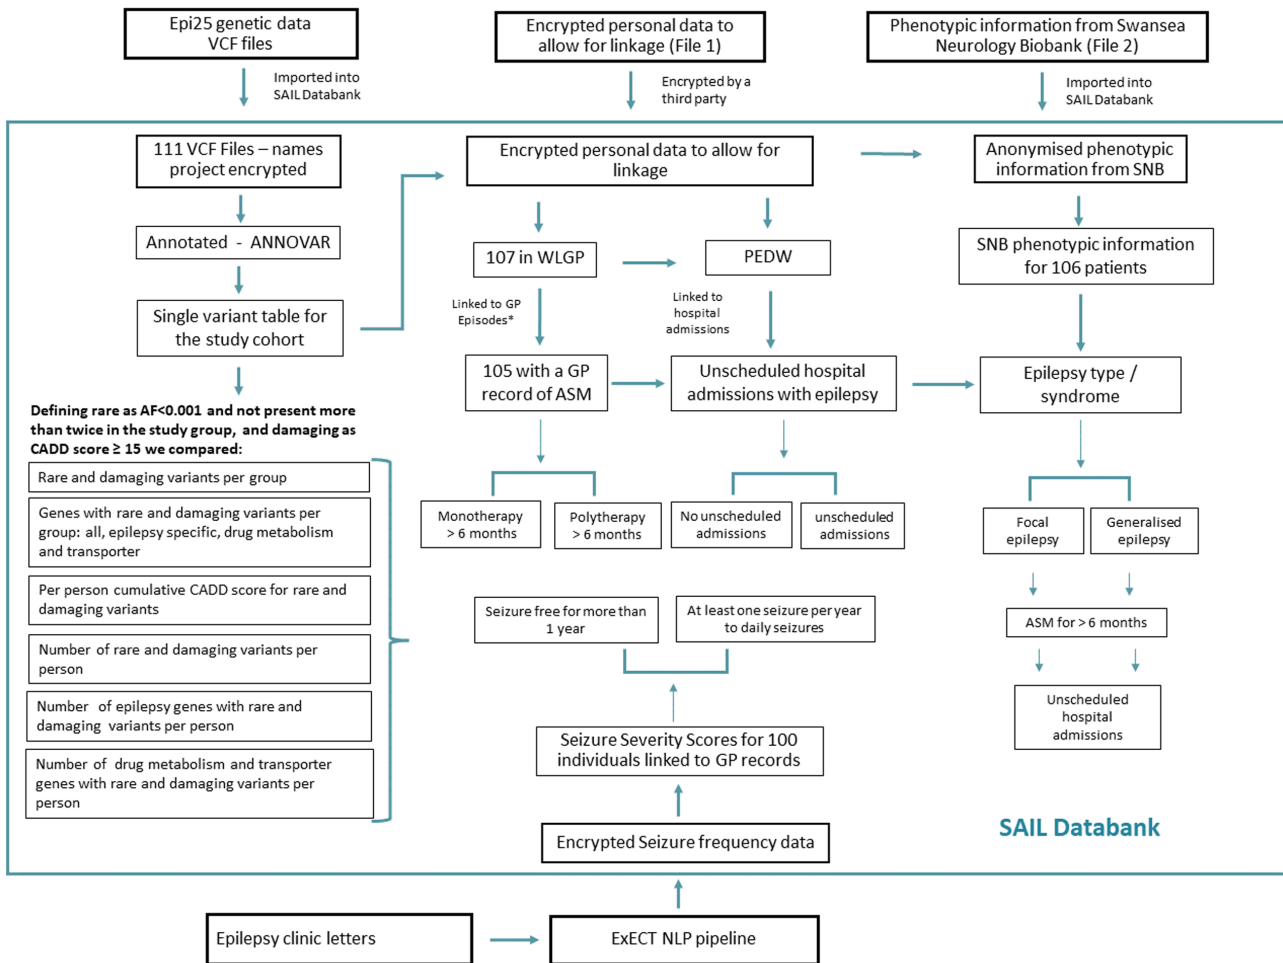 Epi25 genetic data
VCF files
Encrypted personal data to
allow for linkage (File 1)
Phenotypic information from Swansea
Neurology Biobank (File 2)
Imported into
SAIL Databank
Encrypted by a
third party
Imported into
SAIL Databank
111 VCF Files – names
project encrypted
Encrypted personal data to allow for
linkage
Anonymised phenotypic
information from SNB
Annotated - ANNOVAR
107 in WLGP
PEDW
SNB phenotypic information
for 106 patients
Single variant table for
the study cohort
Linked to GP
Episodes*
Linked to
hospital
admissions
105 with a GP
record of ASM
Unscheduled hospital
admissions with epilepsy
Epilepsy type /
syndrome
Defining rare as AF<0.001 and not present more
than twice in the study group, and damaging as
CADD score ≥ 15 we compared:
Rare and damaging variants per group
Genes with rare and damaging variants per
group: all, epilepsy specific, drug metabolism
and transporter
Per person cumulative CADD score for rare and
damaging variants
Number of rare and damaging variants per
person
Number of epilepsy genes with rare and
damaging variants per person
Number of drug metabolism and transporter
genes with rare and damaging variants per
person
Monotherapy
> 6 months
Polytherapy
> 6 months
No unscheduled
admissions
unscheduled
admissions
Focal
epilepsy
Generalised
epilepsy
Seizure free for more than
1 year
At least one seizure per year
to daily seizures
ASM for > 6 months
Unscheduled
hospital
admissions
Seizure Severity Scores for 100
individuals linked to GP records
Encrypted Seizure frequency data
SAIL Databank
Epilepsy clinic letters
ExECT NLP pipeline